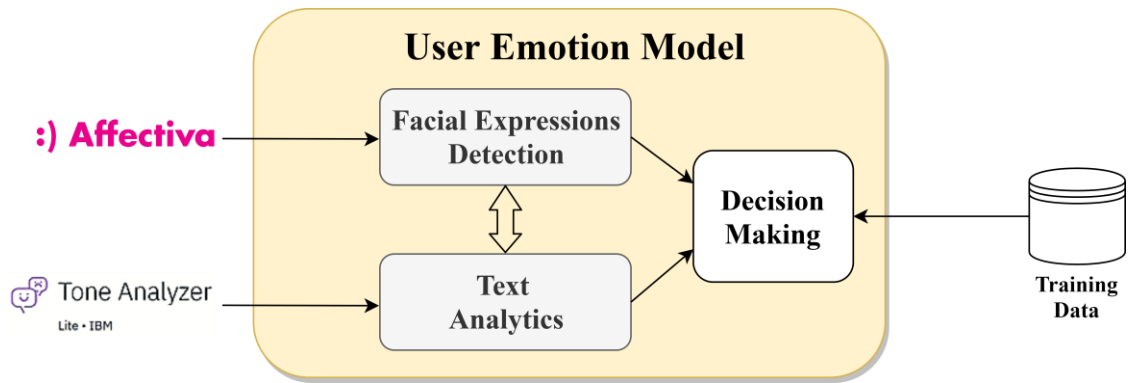 User Emotion Model
:) Affectiva
Facial Expressions
Detection
Decision
Making
Tone Analyzer
Lite • IBM
Text
Analytics
Training
Data